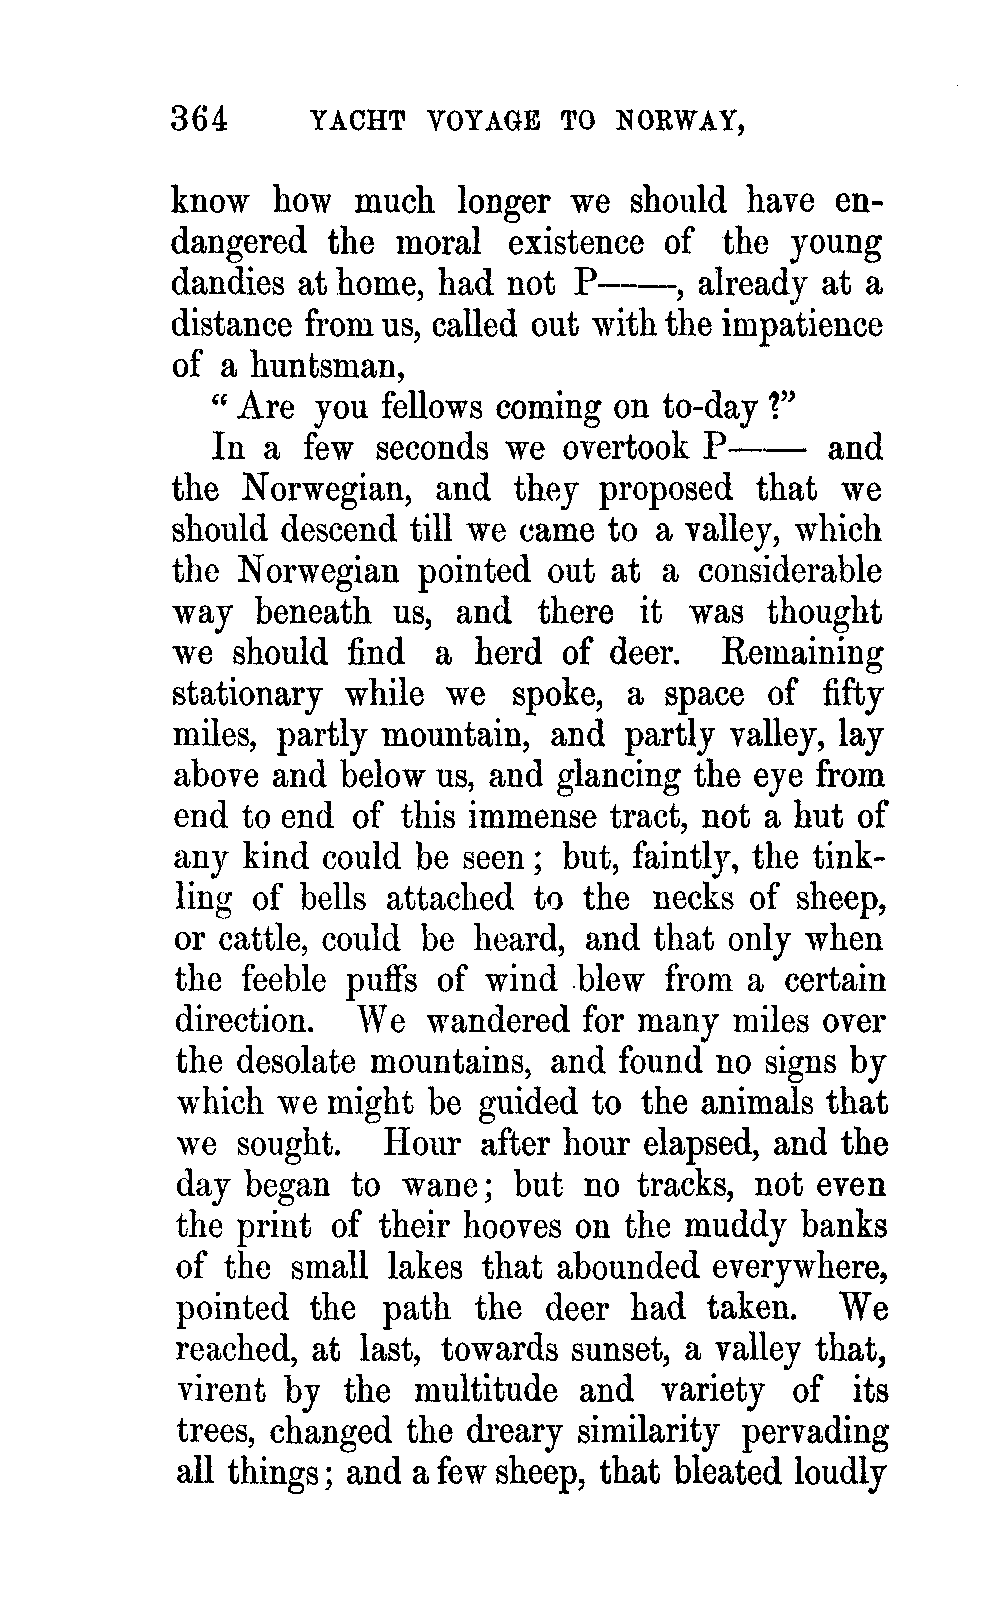 364 YACHT VOYAGE TO NORWAY,
know how much longer we should have en-
dangered the moral existence of the young
dandies at home, had not P——, already at a
distance from us, called out with the impatience
of a huntsman,
“ Are you fellows coming on to-day ?”
In a few seconds we overtook P—— and
the Norwegian, and they proposed that we
should descend till we came to a valley, which
the Norwegian pointed out at a considerable
way beneath us, and there it was thought
we should find a herd of deer. Remaining
stationary while we spoke, a space of fifty
miles, partly mountain, and partly valley, lay
above and below us, and glancing the eye from
end to end of this immense tract, not a hut of
any kind could be seen ; but, faintly, the tink-
ling of bells attached to the necks of sheep,
or cattle, could be heard, and that only when
the feeble puffs of wind blew from a certain
direction. We wandered for many miles over
the desolate mountains, and found no signs by
which we might be guided to the animals that
we sought. Hour after hour elapsed, and the
day began to wane ; but no tracks, not even
the print of their hooves on the muddy banks
of the small lakes that abounded everywhere,
pointed the path the deer had taken. We
reached, at last, towards sunset, a valley that,
virent by the multitude and variety of its
trees, changed the dreary similarity pervading
all things ; and a few sheep, that bleated loudly